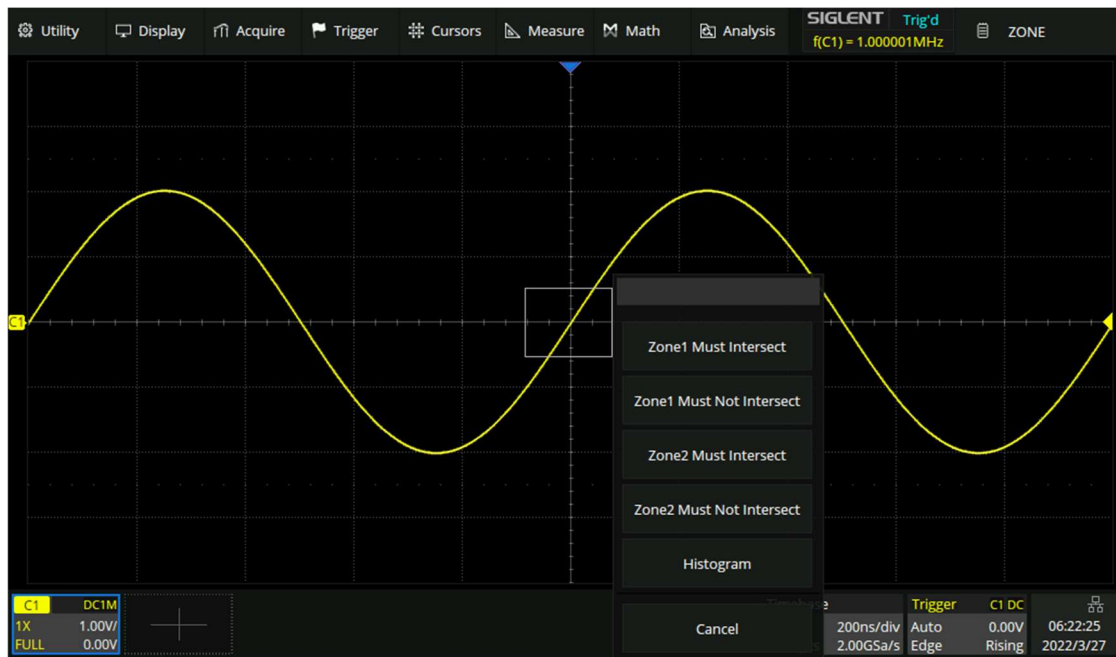 Utility Display Acquire Trigger Cursors Measure Math Analysis SIGLENT Trig'd ZONE
f(C1) = 1.000001MHz
C1
Zone1 Must Intersect
Zone1 Must Not Intersect
Zone2 Must Intersect
Zone2 Must Not Intersect
Histogram
Cancel
C1 DC1M
1X 1.00V/
FULL 0.00V
Trigger C1 DC
200ns/div Auto 0.00V 06:22:25
2.00GSa/s Edge Rising 2022/3/27